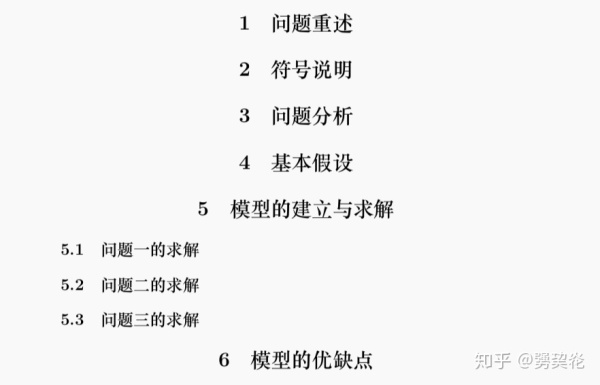 1 问题重述
2 符号说明
3 问题分析
4 基本假设
5 模型的建立与求解
5.1 问题一的求解
5.2 问题二的求解
5.3 问题三的求解
6 模型的优缺点
知乎